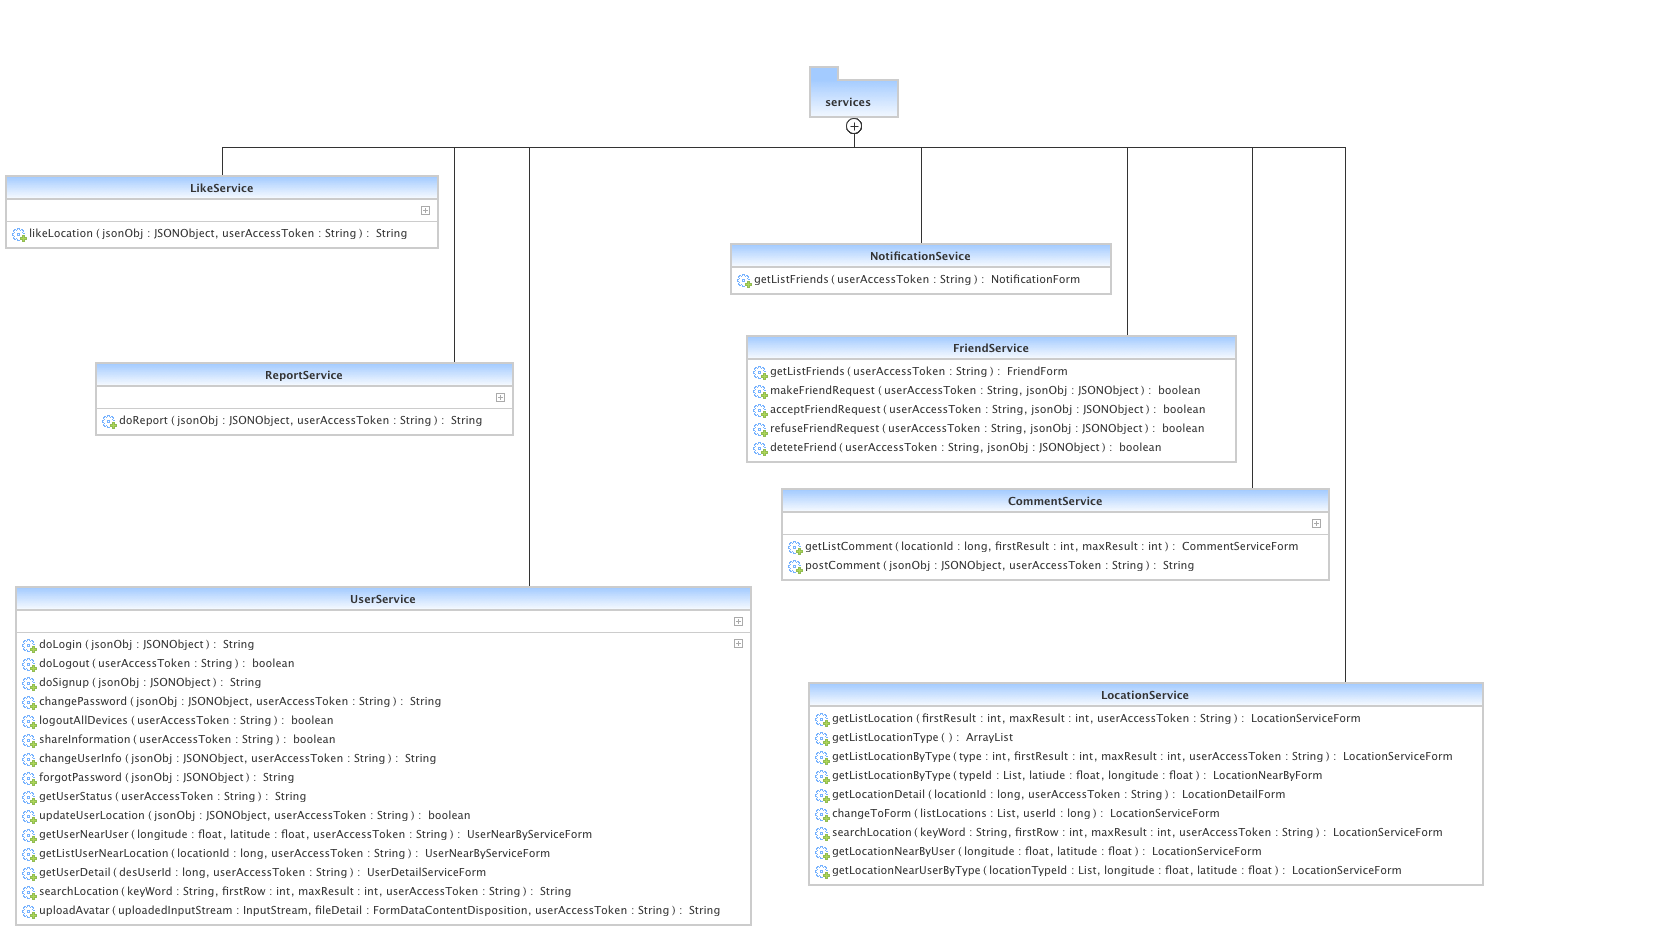 services
LikeService
likeLocation (jsonObj : JSONObject, userAccessToken : String) : String
NotificationSevice
getListFriends (userAccessToken : String) : NotificationForm
FriendService
getListFriends (userAccessToken : String) : FriendForm
makeFriendRequest (userAccessToken : String, jsonObj : JSONObject) : boolean
acceptFriendRequest (userAccessToken : String, jsonObj : JSONObject) : boolean
refuseFriendRequest (userAccessToken : String, jsonObj : JSONObject) : boolean
deteteFriend (userAccessToken : String, jsonObj : JSONObject) : boolean
ReportService
doReport (jsonObj : JSONObject, userAccessToken : String) : String
CommentService
getListComment (locationId : long, firstResult : int, maxResult : int) : CommentServiceForm
postComment (jsonObj : JSONObject, userAccessToken : String) : String
UserService
doLogin (jsonObj : JSONObject) : String
doLogout (userAccessToken : String) : boolean
doSignup (jsonObj : JSONObject) : String
changePassword (jsonObj : JSONObject, userAccessToken : String) : String
logoutAllDevices (userAccessToken : String) : boolean
shareInformation (userAccessToken : String) : boolean
changeUserInfo (jsonObj : JSONObject, userAccessToken : String) : String
forgotPassword (jsonObj : JSONObject) : String
getUserStatus (userAccessToken : String) : String
updateUserLocation (jsonObj : JSONObject, userAccessToken : String) : boolean
getUserNearUser (longitude : float, latitude : float, userAccessToken : String) : UserNearByServiceForm
getListUserNearLocation (locationId : long, userAccessToken : String) : UserNearByServiceForm
getUserDetail (desUserId : long, userAccessToken : String) : UserDetailServiceForm
searchLocation (keyWord : String, firstRow : int, maxResult : int, userAccessToken : String) : String
uploadAvatar (uploadedInputStream : InputStream, fileDetail : FormDataContentDisposition, userAccessToken : String) : String
LocationService
getListLocation (firstResult : int, maxResult : int, userAccessToken : String) : LocationServiceForm
getListLocationType ( ) : ArrayList
getListLocationByType (type : int, firstResult : int, maxResult : int, userAccessToken : String) : LocationServiceForm
getListLocationByType (typeId : List, latiude : float, longitude : float) : LocationNearByForm
getLocationDetail (locationId : long, userAccessToken : String) : LocationDetailForm
changeToForm (listLocations : List, userId : long) : LocationServiceForm
searchLocation (keyWord : String, firstRow : int, maxResult : int, userAccessToken : String) : LocationServiceForm
getLocationNearByUser (longitude : float, latitude : float) : LocationServiceForm
getLocationNearUserByType (locationTypeId : List, longitude : float, latitude : float) : LocationServiceForm